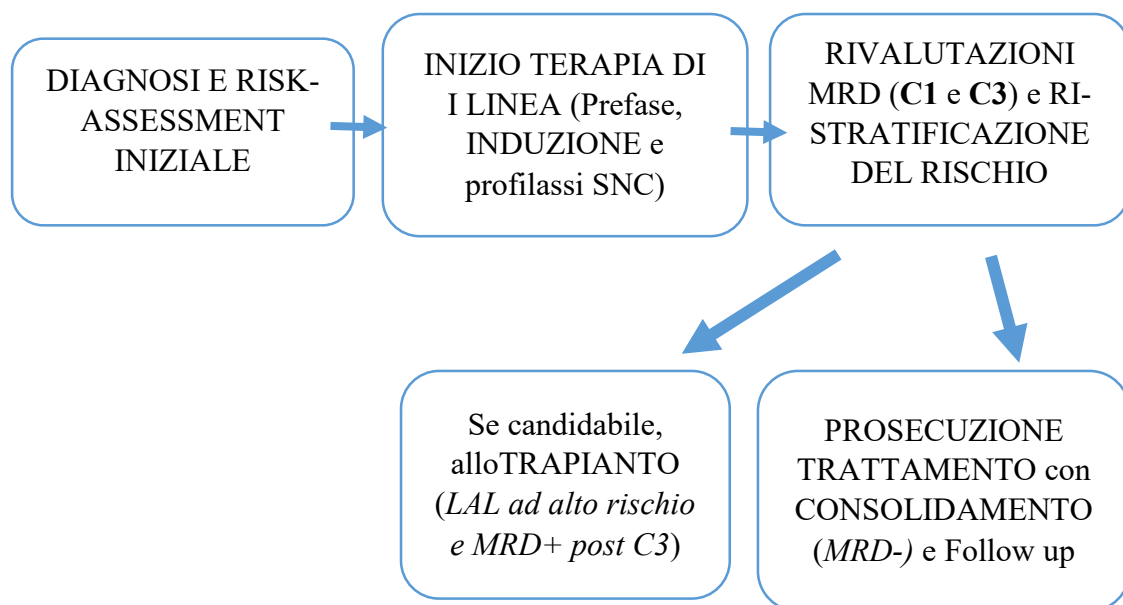 DIAGNOSI E RISK-
ASSESSMENT
INIZIALE
INIZIO TERAPIA DI
I LINEA (Prefase,
INDUZIONE e
profilassi SNC)
RIVALUTAZIONI
MRD (C1 e C3) e RI-
STRATIFICAZIONE
DEL RISCHIO
Se candidabile,
alloTRAPIANTO
(LAL ad alto rischio
e MRD+ post C3)
PROSECUZIONE
TRATTAMENTO con
CONSOLIDAMENTO
(MRD-) e Follow up